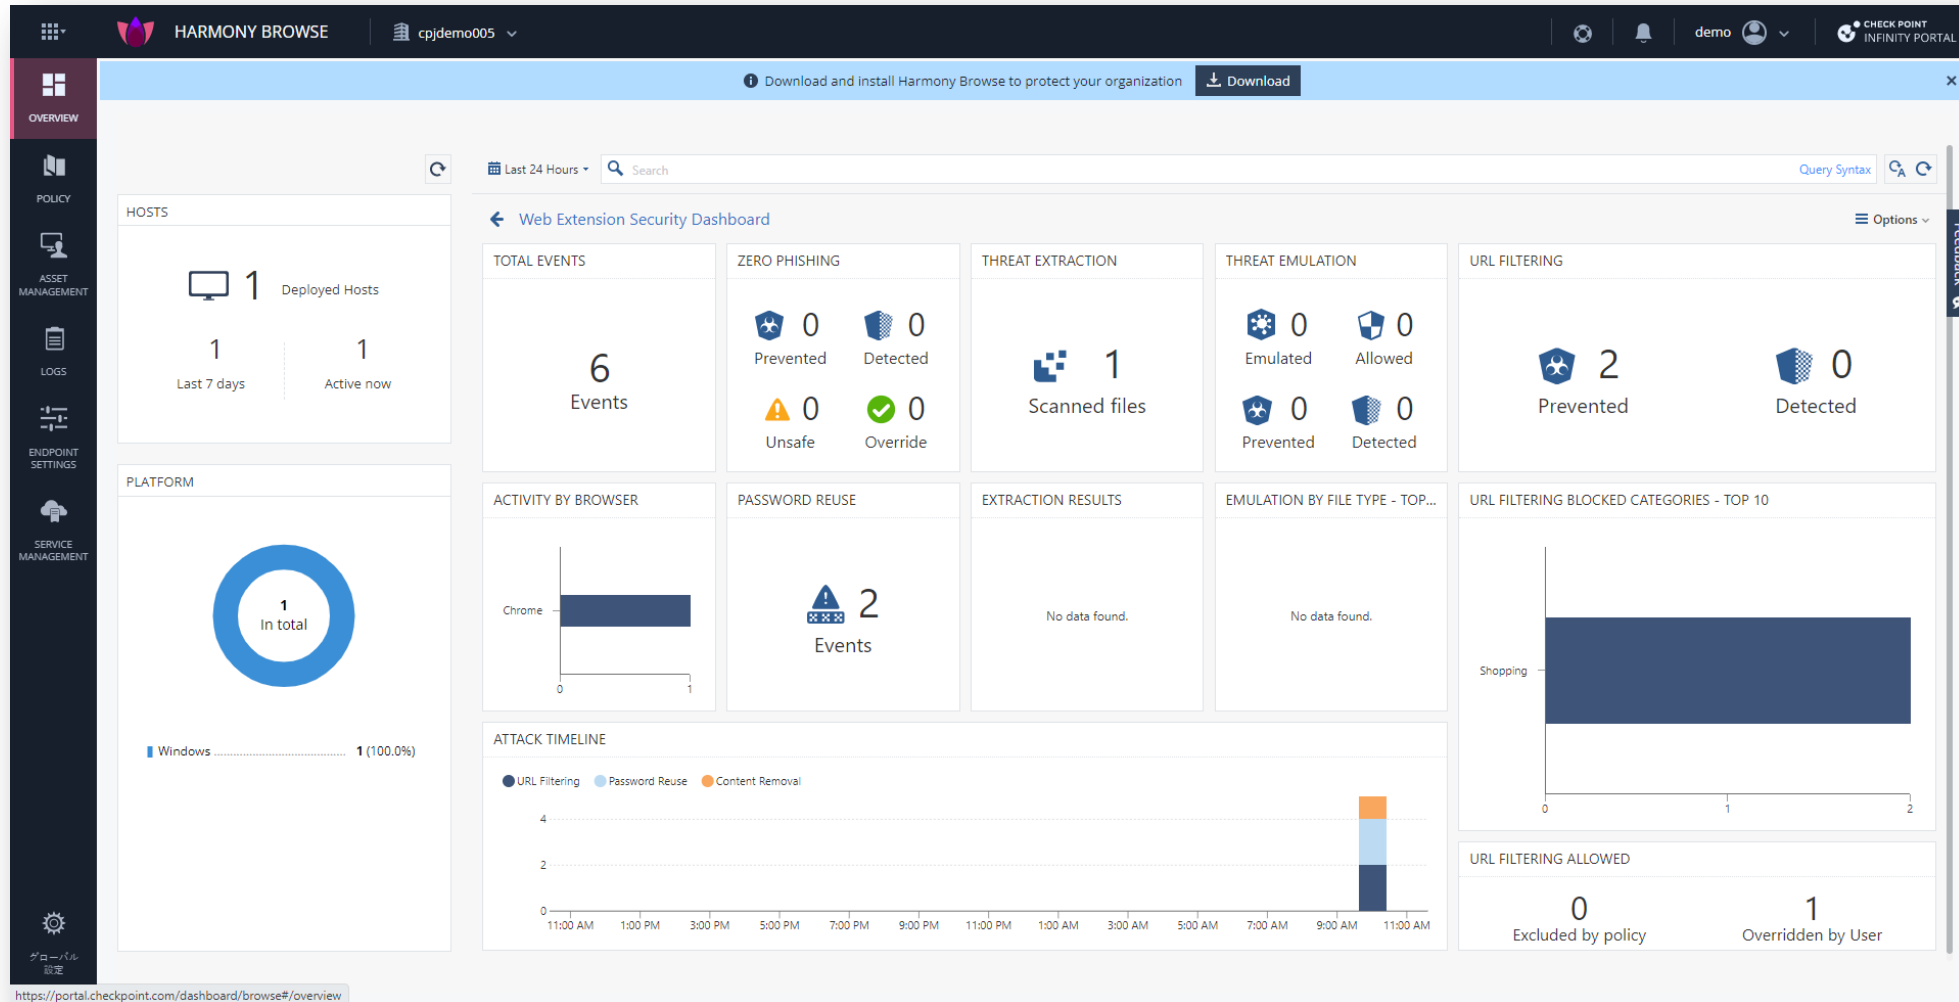 HARMONY BROWSE
cpjdemo005
demo
CHECK POINT
INFINITY PORTAL
Download and install Harmony Browse to protect your organization
Download
OVERVIEW
POLICY
ASSET
MANAGEMENT
LOGS
ENDPOINT
SETTINGS
SERVICE
MANAGEMENT
グローバル
設定
HOSTS
1 Deployed Hosts
1
Last 7 days
1
Active now
PLATFORM
1
In total
Windows 1 (100.0%)
Last 24 Hours
Search
Query Syntax
Web Extension Security Dashboard
Options
Feedback
TOTAL EVENTS
6
Events
ZERO PHISHING
0
Prevented
0
Detected
0
Unsafe
0
Override
THREAT EXTRACTION
1
Scanned files
THREAT EMULATION
0
Emulated
0
Allowed
0
Prevented
0
Detected
URL FILTERING
2
Prevented
0
Detected
ACTIVITY BY BROWSER
Chrome
0 1
PASSWORD REUSE
2
Events
EXTRACTION RESULTS
No data found.
EMULATION BY FILE TYPE - TOP...
No data found.
URL FILTERING BLOCKED CATEGORIES - TOP 10
Shopping
0 1 2
ATTACK TIMELINE
URL Filtering Password Reuse Content Removal
4
2
0
11:00 AM 1:00 PM 3:00 PM 5:00 PM 7:00 PM 9:00 PM 11:00 PM 1:00 AM 3:00 AM 5:00 AM 7:00 AM 9:00 AM 11:00 AM
URL FILTERING ALLOWED
0
Excluded by policy
1
Overridden by User
https://portal.checkpoint.com/dashboard/browse#/overview